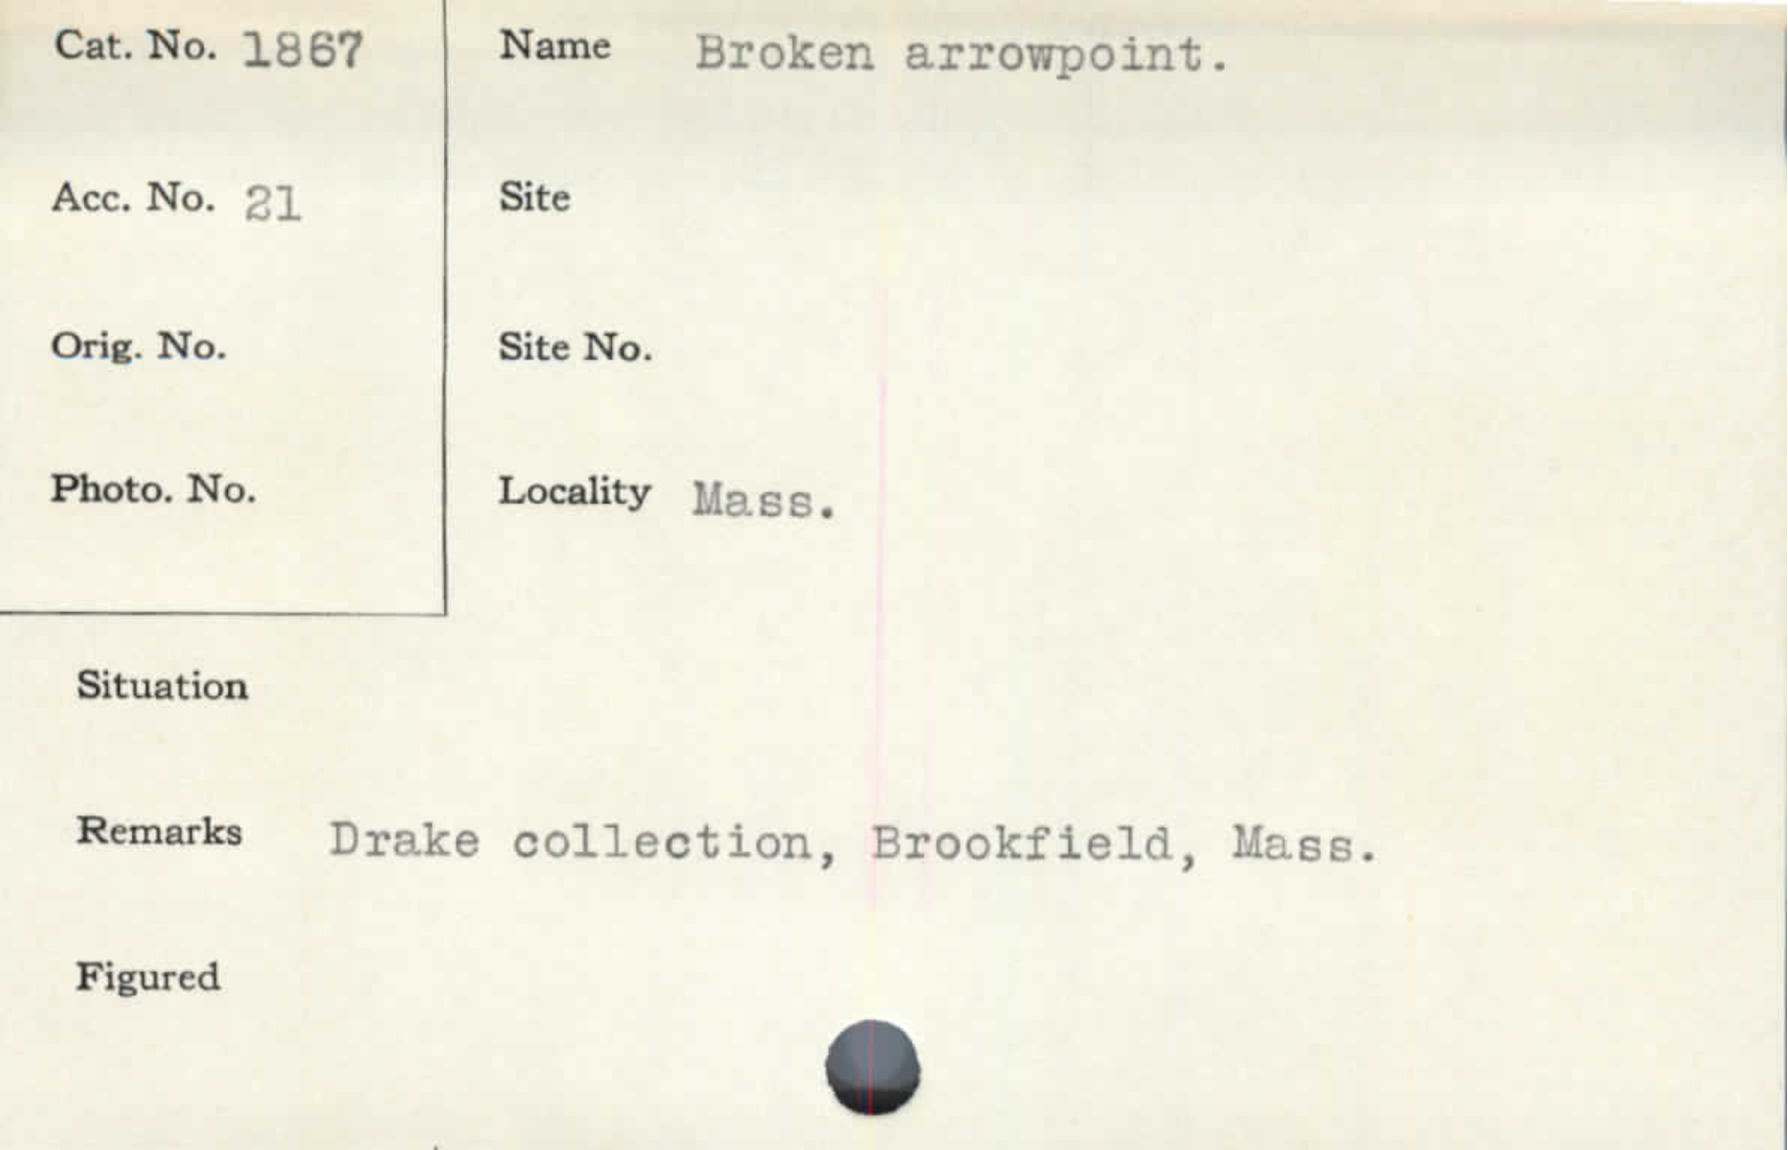 Cat. No. 1867
Acc. No. 21
Orig. No.
Photo. No.
Name Broken arrowpoint.
Site
Site No.
Locality Mass.
Situation
Remarks Drake collection, Brookfield, Mass.
Figured